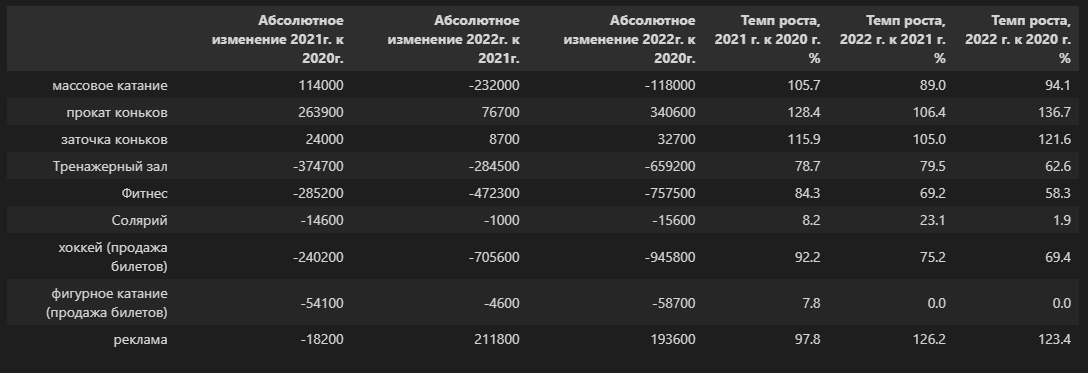 Абсолютное Абсолютное Абсолютное Темп роста, Темп роста, Темп роста,
изменение 2021г. к изменение 2022г. к изменение 2022г. к 2021 г. к 2020 г. 2022 г. к 2021 г. 2022 г. к 2020 г.
2020г. 2021г. 2020г. % % %
массовое катание 114000 -232000 -118000 105.7 89.0 94.1
прокат коньков 263900 76700 340600 128.4 106.4 136.7
заточка коньков 24000 8700 32700 115.9 105.0 121.6
Тренажерный зал -374700 -284500 -659200 78.7 79.5 62.6
Фитнес -285200 -472300 -757500 84.3 69.2 58.3
Солярий -14600 -1000 -15600 8.2 23.1 1.9
хоккей (продажа
билетов) -240200 -705600 -945800 92.2 75.2 69.4
фигурное катание
(продажа билетов) -54100 -4600 -58700 7.8 0.0 0.0
реклама -18200 211800 193600 97.8 126.2 123.4